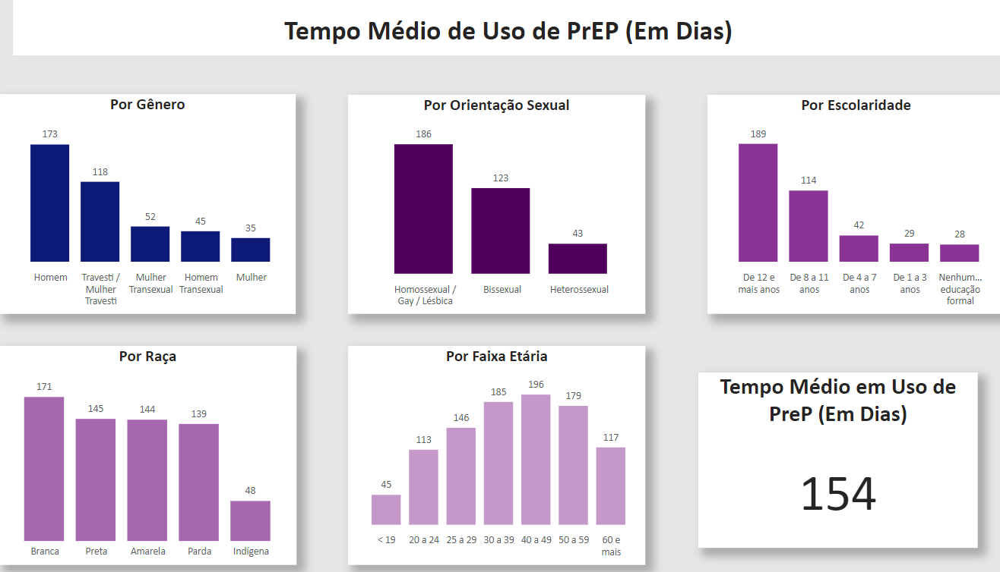 Tempo Médio de Uso de PrEP (Em Dias)
Por Gênero
173
118
52
45
35
Homem
Travesti /
Mulher
Travesti
Mulher
Transexual
Homem
Transexual
Mulher
Por Orientação Sexual
186
123
43
Homossexual /
Gay / Lésbica
Bissexual
Heterossexual
Por Escolaridade
189
114
42
29
28
De 12 e
mais anos
De 8 a 11
anos
De 4 a 7
anos
De 1 a 3
anos
Nenhum...
educação
formal
Por Raça
171
145
144
139
48
Branca
Preta
Amarela
Parda
Indígena
Por Faixa Etária
45
113
146
185
196
179
117
< 19
20 a 24
25 a 29
30 a 39
40 a 49
50 a 59
60 e
mais
Tempo Médio em Uso de
PreP (Em Dias)
154